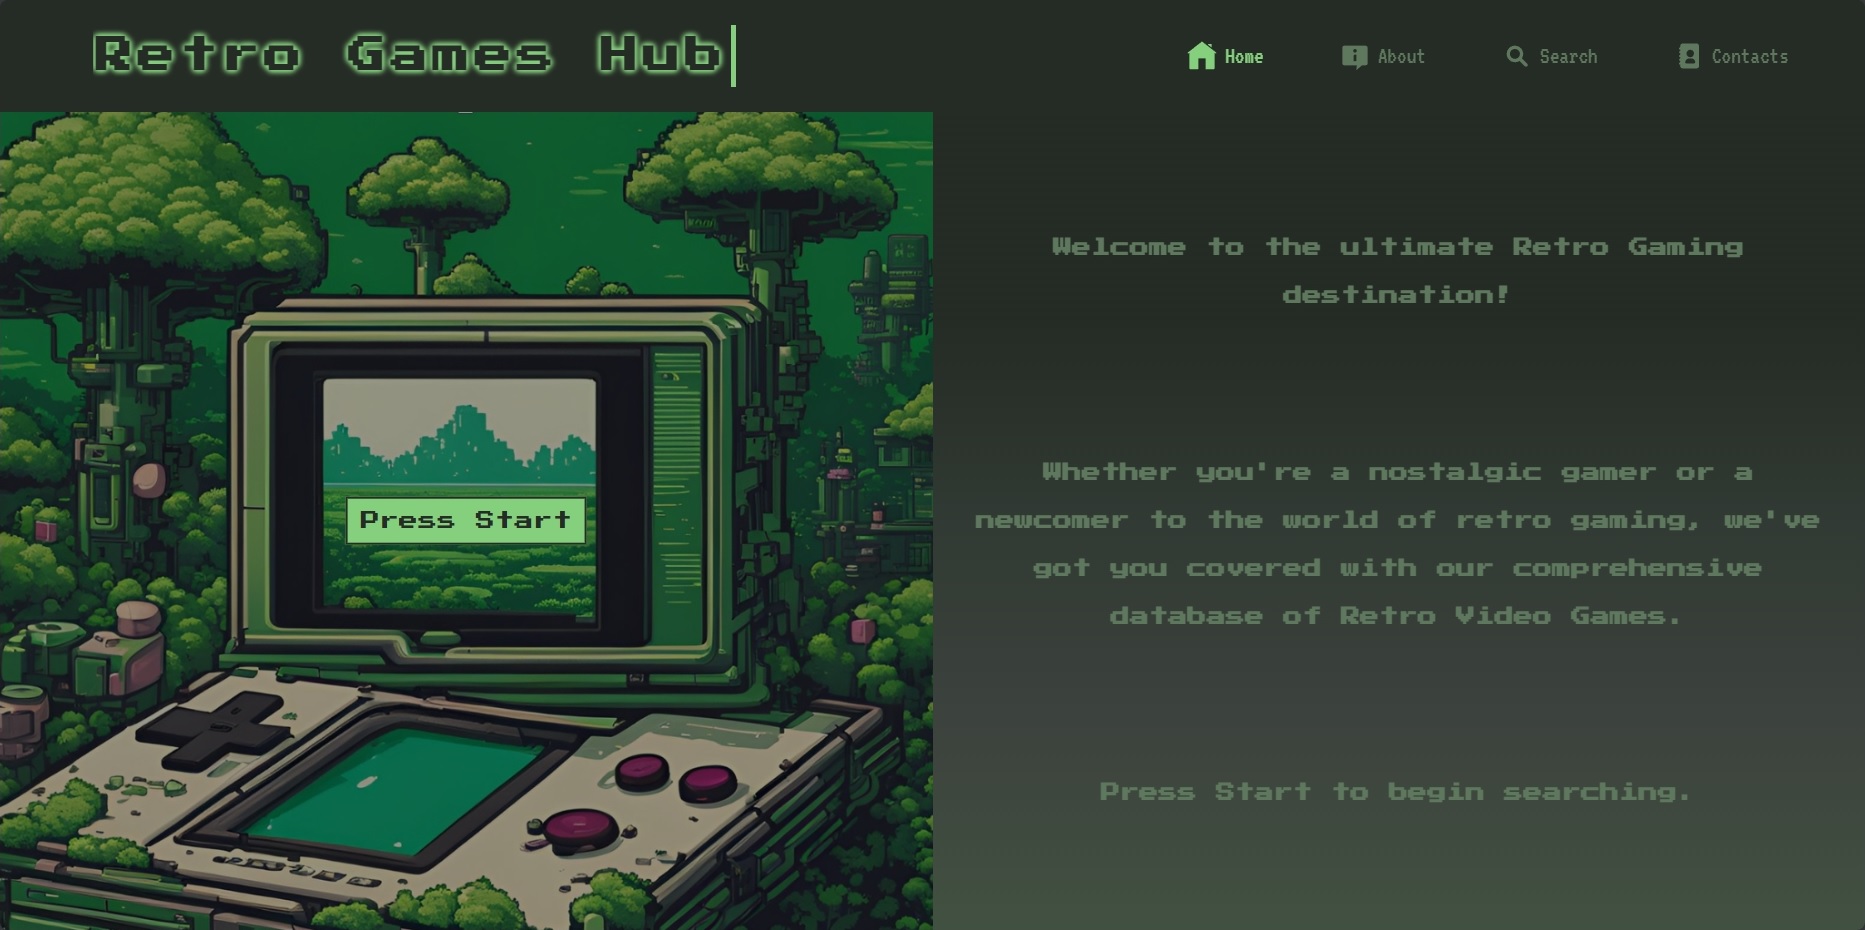 Retro Games Hub
Home
About
Search
Contacts
Welcome to the ultimate Retro Gaming
destination!
Press Start
Whether you're a nostalgic gamer or a
newcomer to the world of retro gaming, we've
got you covered with our comprehensive
database of Retro Video Games.
Press Start to begin searching.